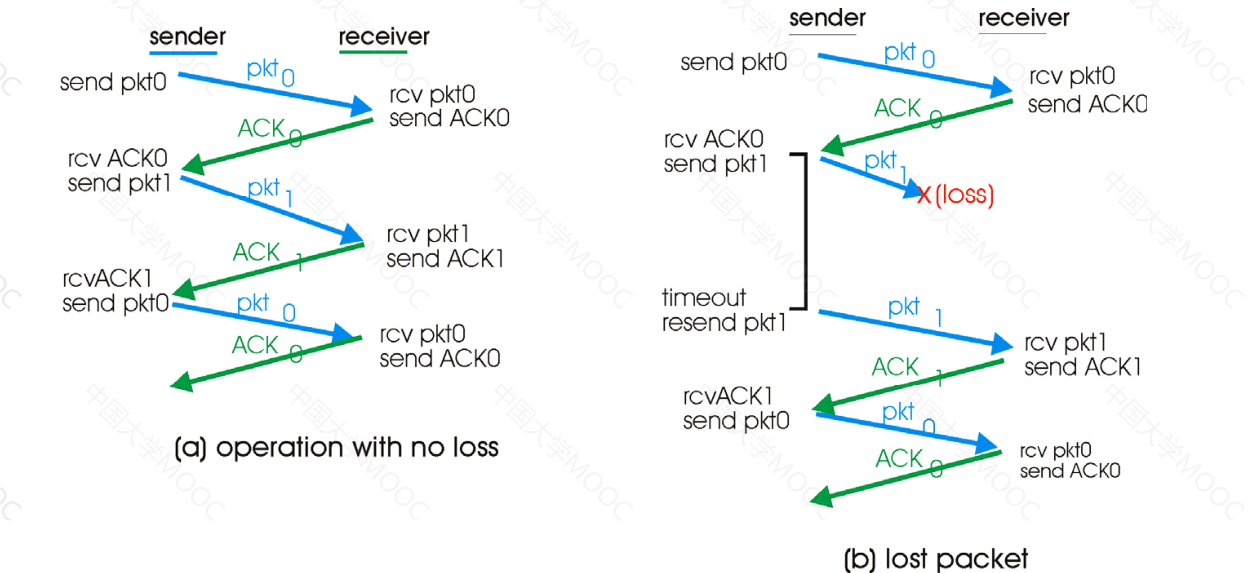 sender
receiver
send pkt0
pkt 0
rcv pkt0
send ACK0
ACK 0
rcv ACK0
send pkt1
pkt 1
rcv pkt1
send ACK1
ACK 1
rcvACK1
send pkt0
pkt 0
rcv pkt0
send ACK0
ACK 0
(a) operation with no loss
sender
receiver
send pkt0
pkt 0
rcv pkt0
send ACK0
ACK 0
rcv ACK0
send pkt1
pkt 1
X (loss)
timeout
resend pkt1
pkt 1
rcv pkt1
send ACK1
ACK 1
rcvACK1
send pkt0
pkt 0
rcv pkt0
send ACK0
ACK 0
(b) lost packet
中国大学MOOC